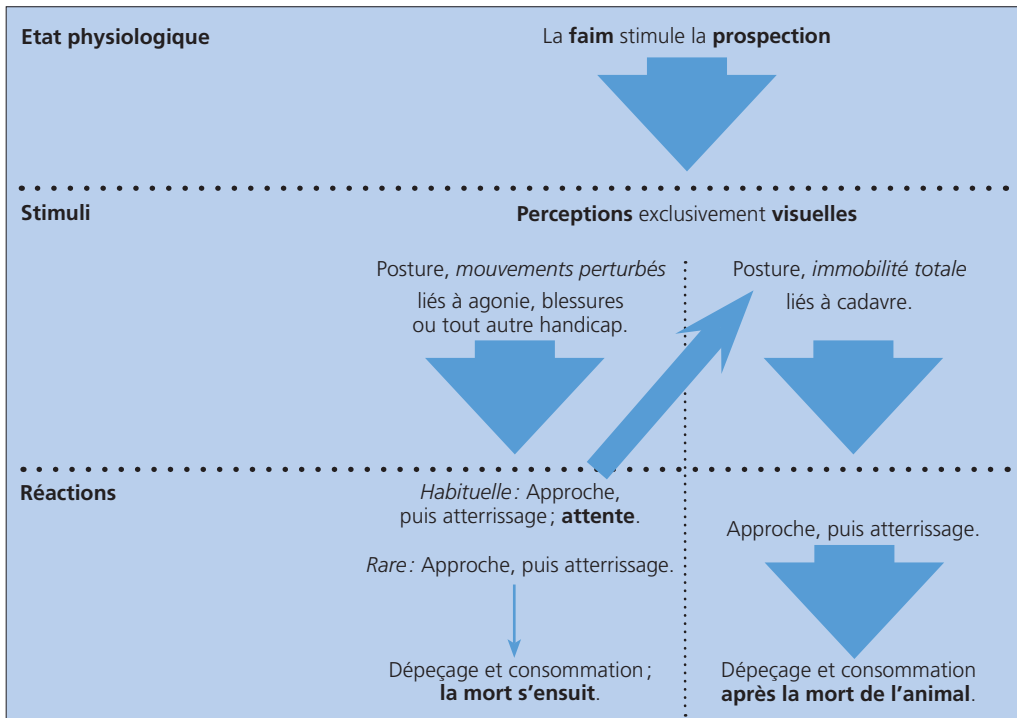 Etat physiologique
La faim stimule la prospection
Stimuli
Perceptions exclusivement visuelles
Posture, mouvements perturbés
liés à agonie, blessures
ou tout autre handicap.
Posture, immobilité totale
liés à cadavre.
Réactions
Habituelle : Approche,
puis atterrissage ; attente.
Rare : Approche, puis atterrissage.
Dépeçage et consommation ;
la mort s’ensuit.
Approche, puis atterrissage.
Dépeçage et consommation
après la mort de l’animal.